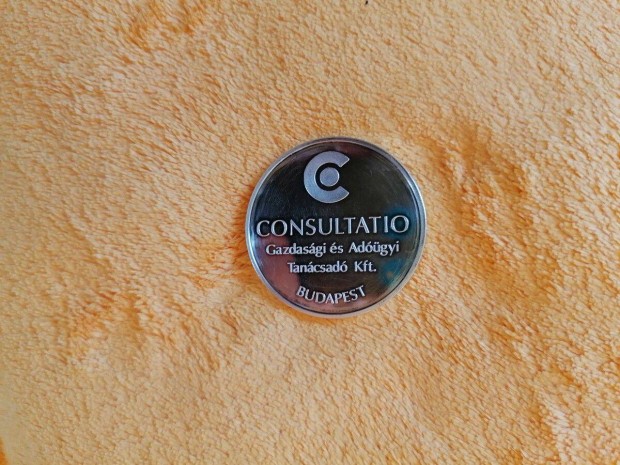 CONSULTATIO
Gazdasági és Adóügyi
Tanácsadó Kft.
BUDAPEST